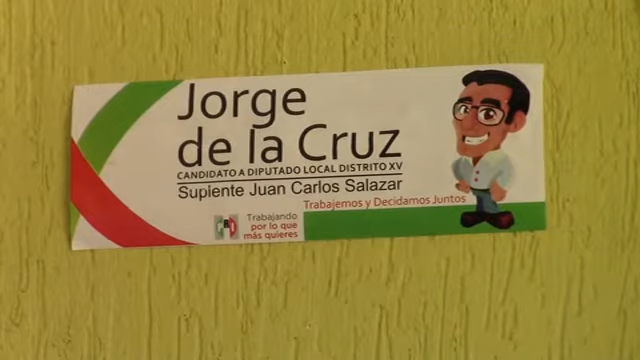 Jorge
de la Cruz
CANDIDATO A DIPUTADO LOCAL DISTRITO XV
Suplente Juan Carlos Salazar
Trabajemos y Decidamos Juntos
PRI
Trabajando
por lo que
más quieres